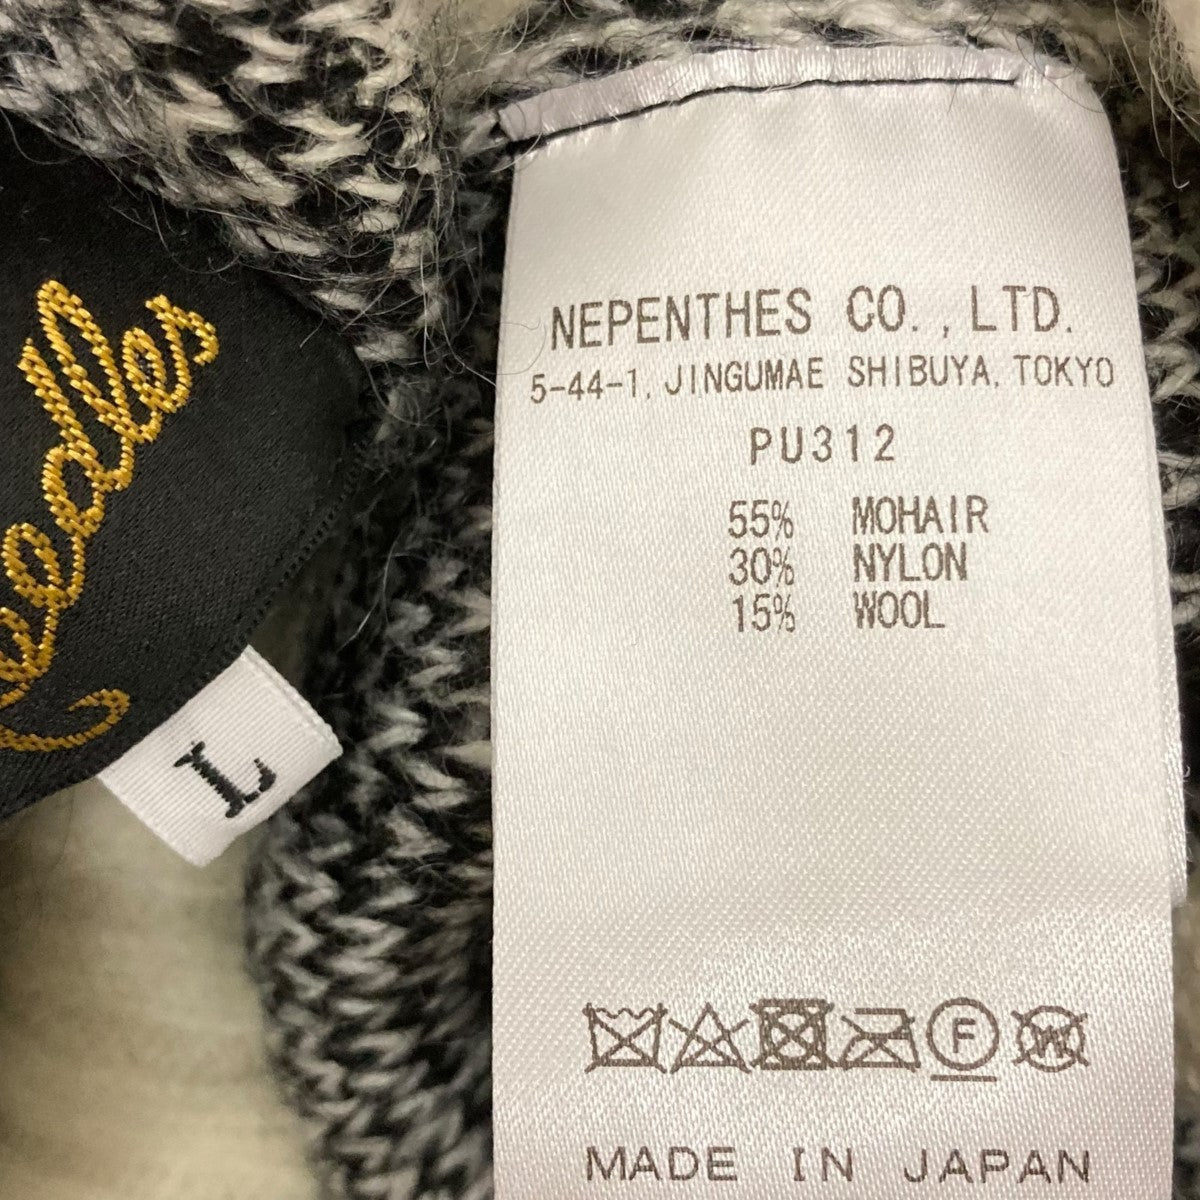 Needles
L
NEPENTHES CO., LTD.
5-44-1, JINGUMAE SHIBUYA, TOKYO
PU312
55% MOHAIR
30% NYLON
15% WOOL
F
W
MADE IN JAPAN